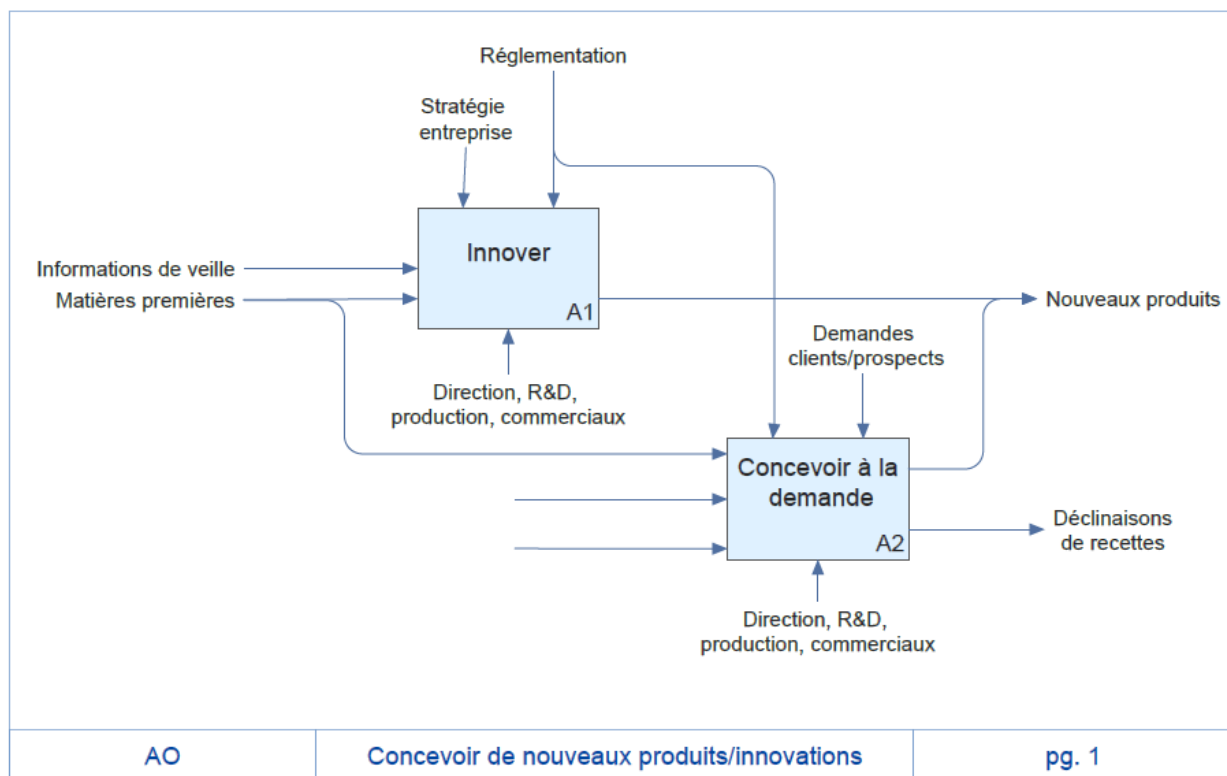 Réglementation
Stratégie
entreprise
Innover
Informations de veille
Matières premières
A1
Nouveaux produits
Demandes
clients/prospects
Direction, R&D,
production, commerciaux
Concevoir à la
demande
A2
Déclinaisons
de recettes
Direction, R&D,
production, commerciaux
AO
Concevoir de nouveaux produits/innovations
pg. 1